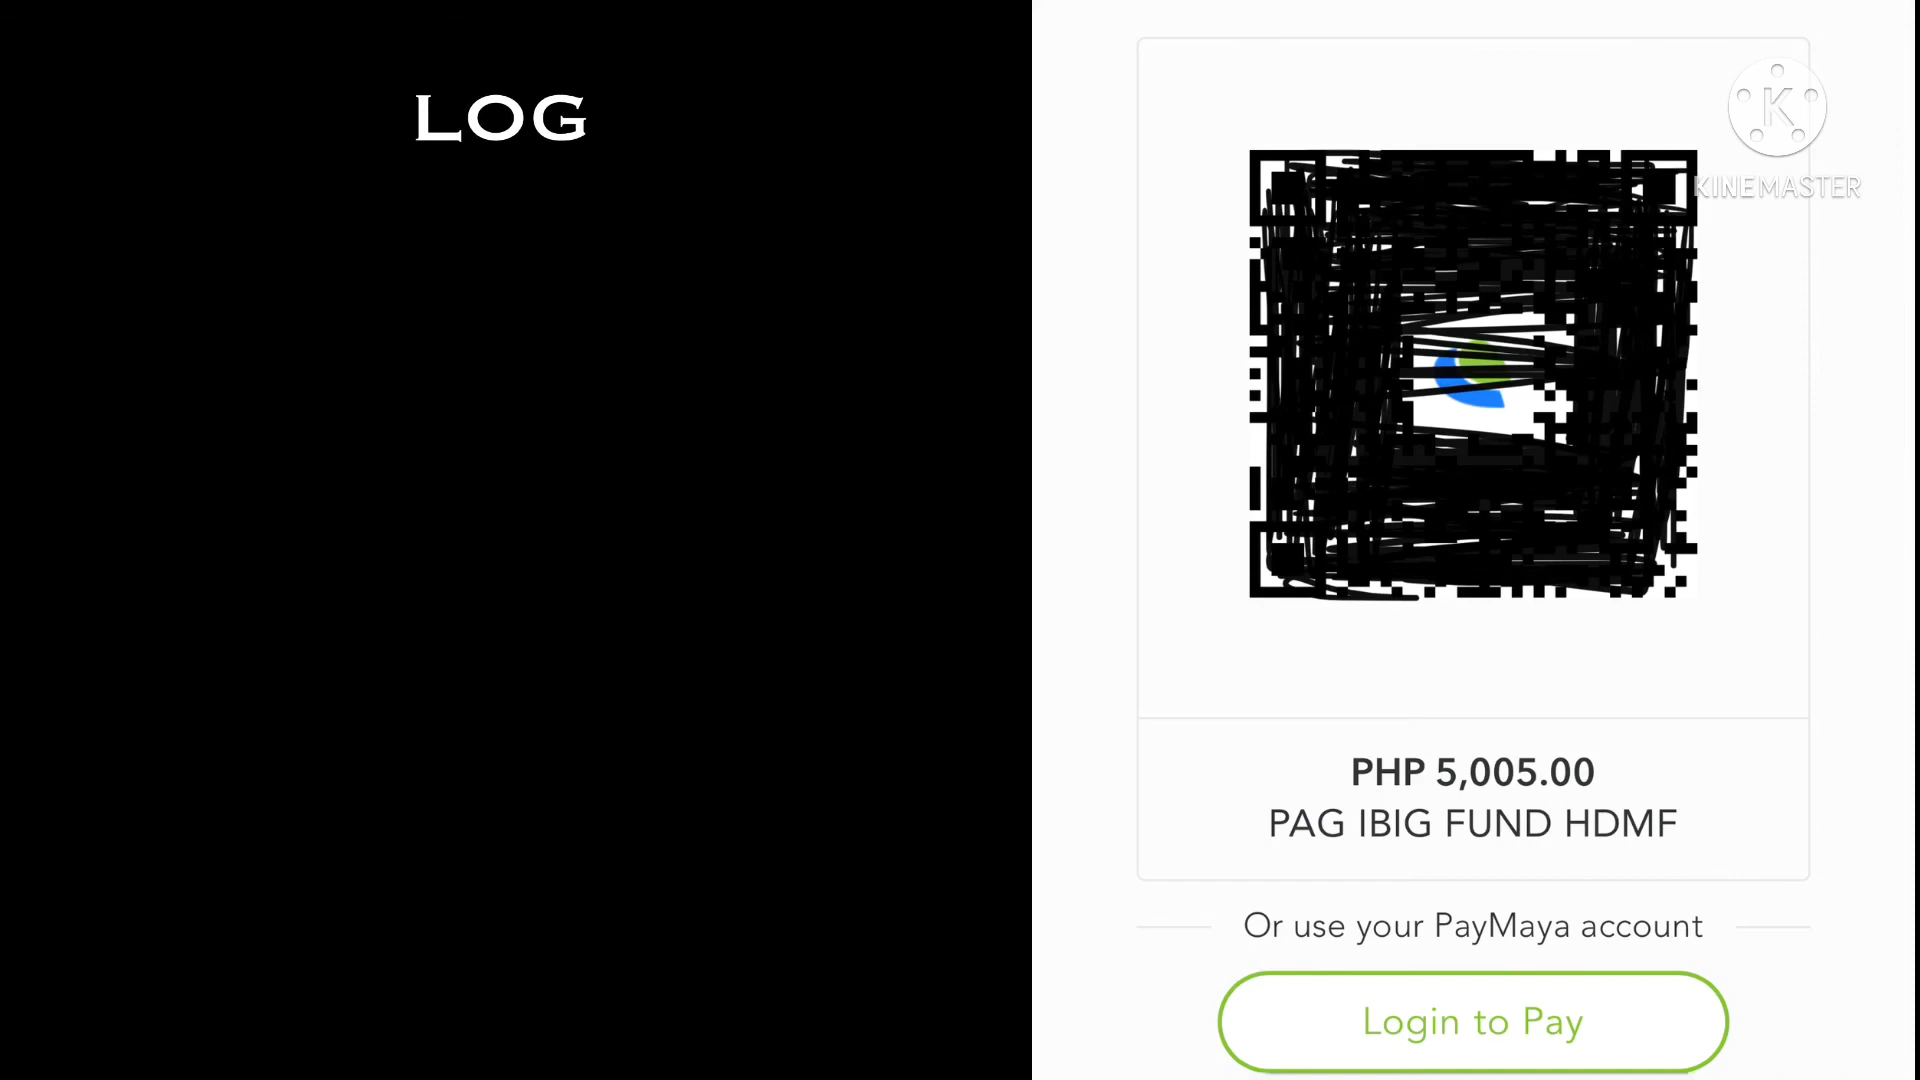 LOG
K
KINEMASTER
PHP 5,005.00
PAG IBIG FUND HDMF
Or use your PayMaya account
Login to Pay